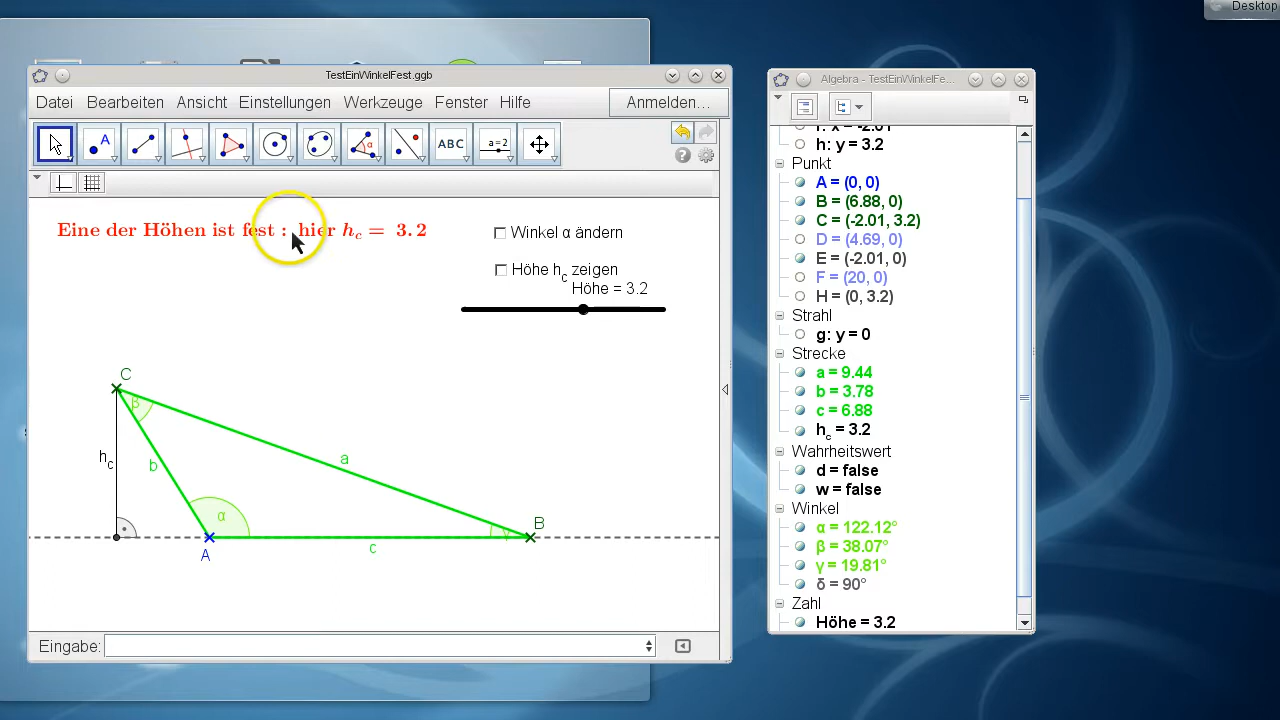 Desktop
TestEinWinkelFest.ggb
Datei Bearbeiten Ansicht Einstellungen Werkzeuge Fenster Hilfe
Anmelden...
A
α
ABC
a = 2
?
Eine der Höhen ist fest : hier hc = 3.2
Winkel α ändern
Höhe hc zeigen
Höhe = 3.2
C
β
hc
b
a
α
γ
B
A
c
Eingabe:
Algebra - TestEinWinkelFe...
h: y = 3.2
Punkt
A = (0, 0)
B = (6.88, 0)
C = (-2.01, 3.2)
D = (4.69, 0)
E = (-2.01, 0)
F = (20, 0)
H = (0, 3.2)
Strahl
g: y = 0
Strecke
a = 9.44
b = 3.78
c = 6.88
hc = 3.2
Wahrheitswert
d = false
w = false
Winkel
α = 122.12°
β = 38.07°
γ = 19.81°
δ = 90°
Zahl
Höhe = 3.2